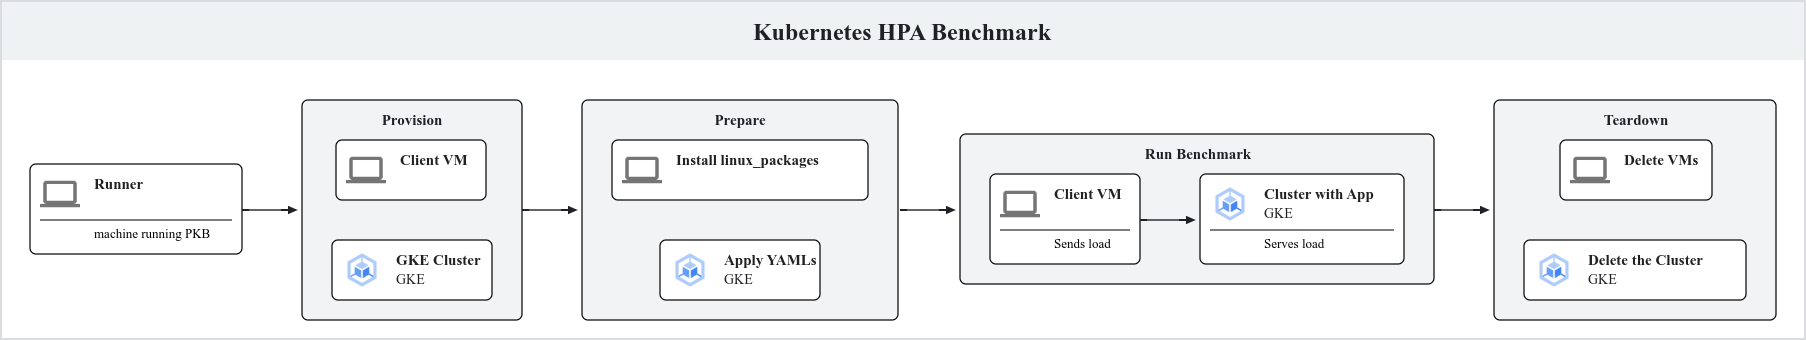 Kubernetes HPA Benchmark
Runner
machine running PKB
Provision
Client VM
GKE Cluster
GKE
Prepare
Install linux_packages
Apply YAMLs
GKE
Run Benchmark
Client VM
Sends load
Cluster with App
GKE
Serves load
Teardown
Delete VMs
Delete the Cluster
GKE